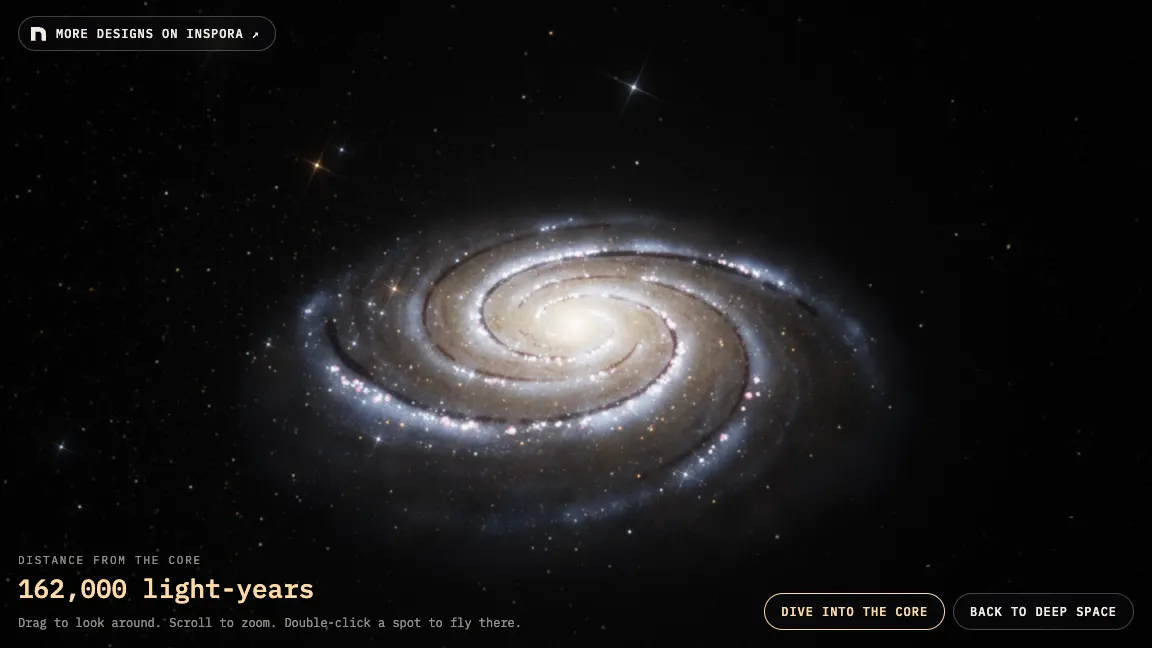 MORE DESIGNS ON INSPORA ↗
DISTANCE FROM THE CORE
162,000 light-years
Drag to look around. Scroll to zoom. Double-click a spot to fly there.
DIVE INTO THE CORE
BACK TO DEEP SPACE